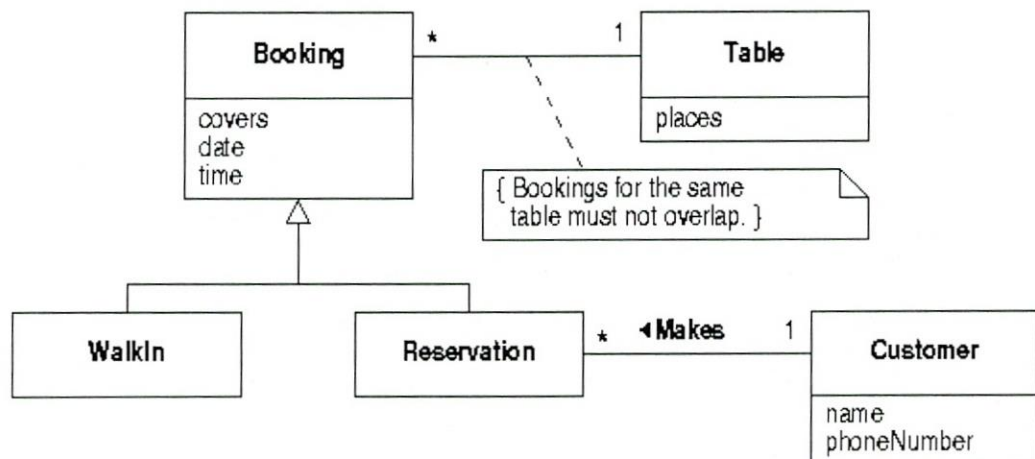 Booking
* 1
Table
covers
date
time
places
{ Bookings for the same
table must not overlap. }
WalkIn
Reservation
* ◄Makes 1
Customer
name
phoneNumber